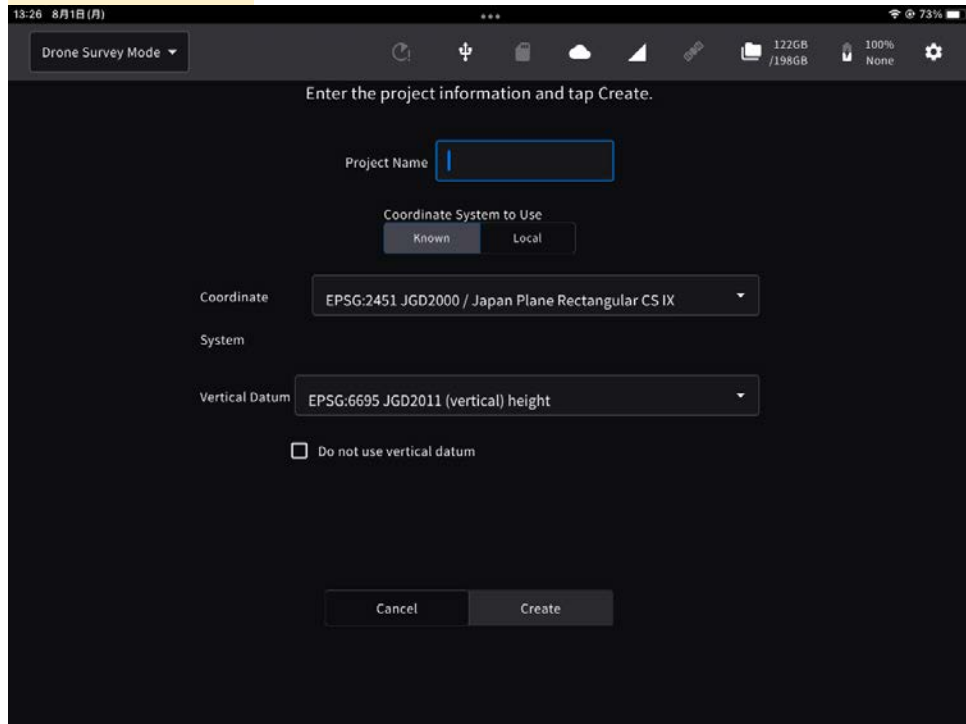 13:26 8月1日(月)
73%
Drone Survey Mode
122GB
/198GB
100%
None
Enter the project information and tap Create.
Project Name
Coordinate System to Use
Known Local
Coordinate
System
EPSG:2451 JGD2000 / Japan Plane Rectangular CS IX
Vertical Datum EPSG:6695 JGD2011 (vertical) height
Do not use vertical datum
Cancel Create